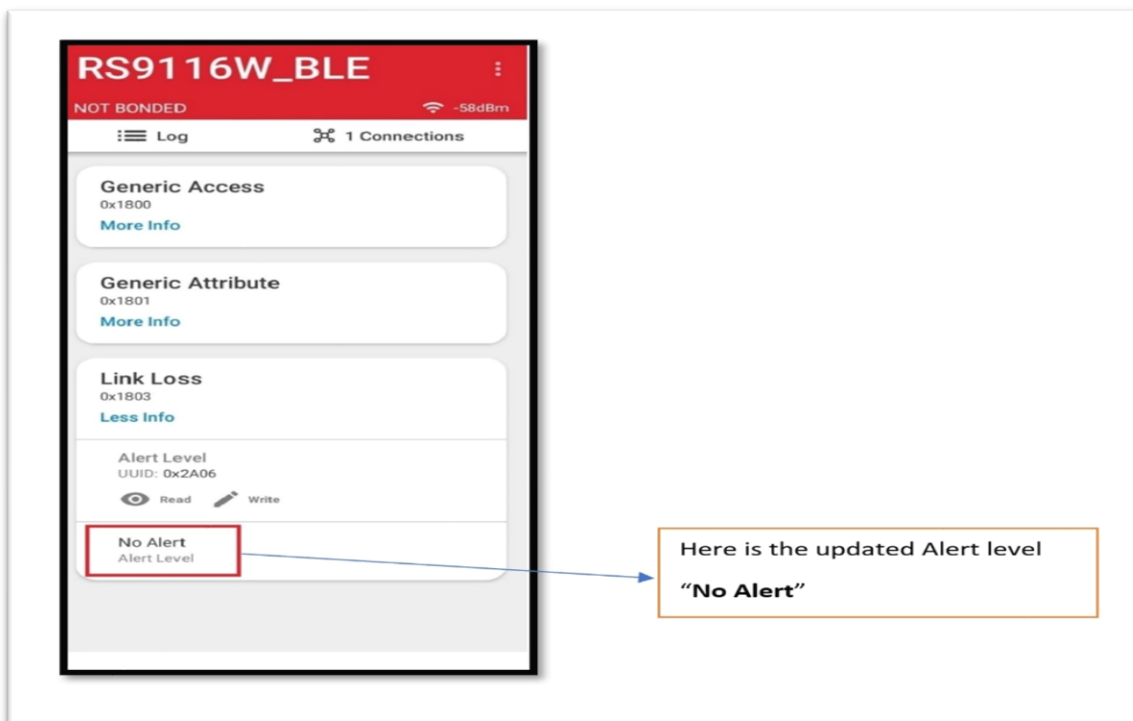 RS9116W_BLE
NOT BONDED -58dBm
Log 1 Connections
Generic Access
0x1800
More Info
Generic Attribute
0x1801
More Info
Link Loss
0x1803
Less Info
Alert Level
UUID: 0x2A06
Read Write
No Alert
Alert Level
Here is the updated Alert level
“No Alert”